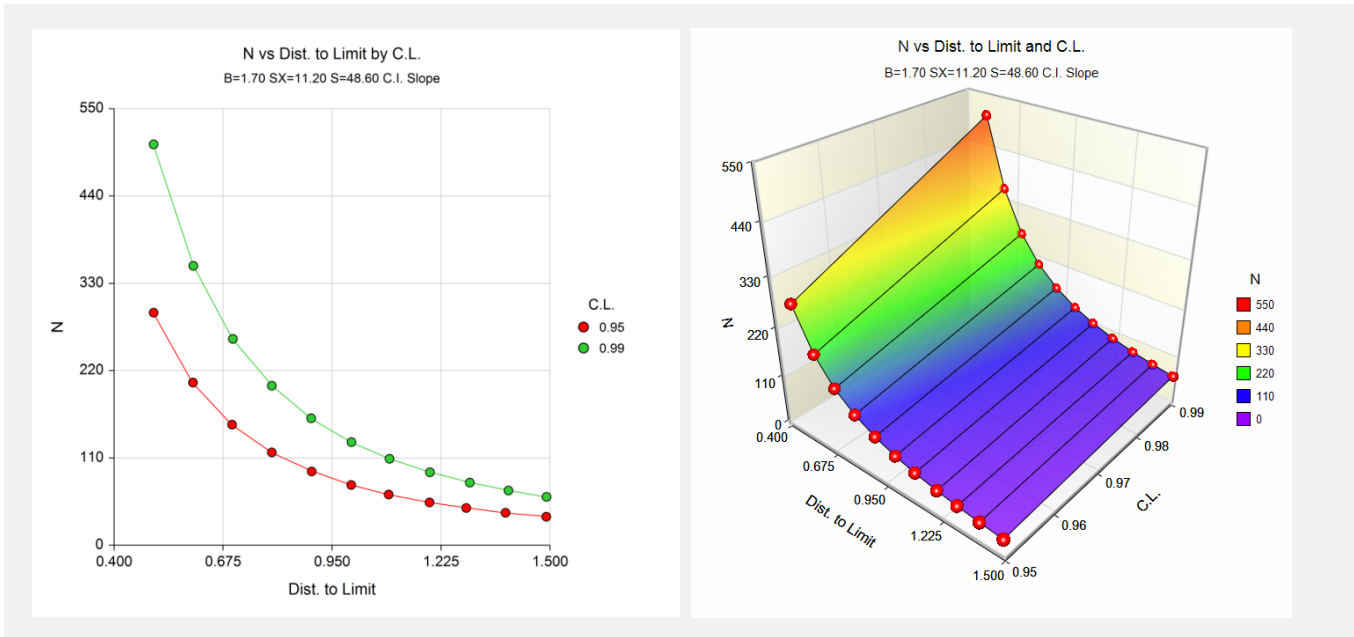 N vs Dist. to Limit by C.L.
B=1.70 SX=11.20 S=48.60 C.I. Slope
550
440
330
220
110
0
N
0.400 0.675 0.950 1.225 1.500
Dist. to Limit
C.L.
0.95
0.99
N vs Dist. to Limit and C.L.
B=1.70 SX=11.20 S=48.60 C.I. Slope
550
440
330
220
110
0
N
0.400
0.675
0.950
1.225
1.500
Dist. to Limit
0.99
0.98
0.97
0.96
0.95
C.L.
N
550
440
330
220
110
0